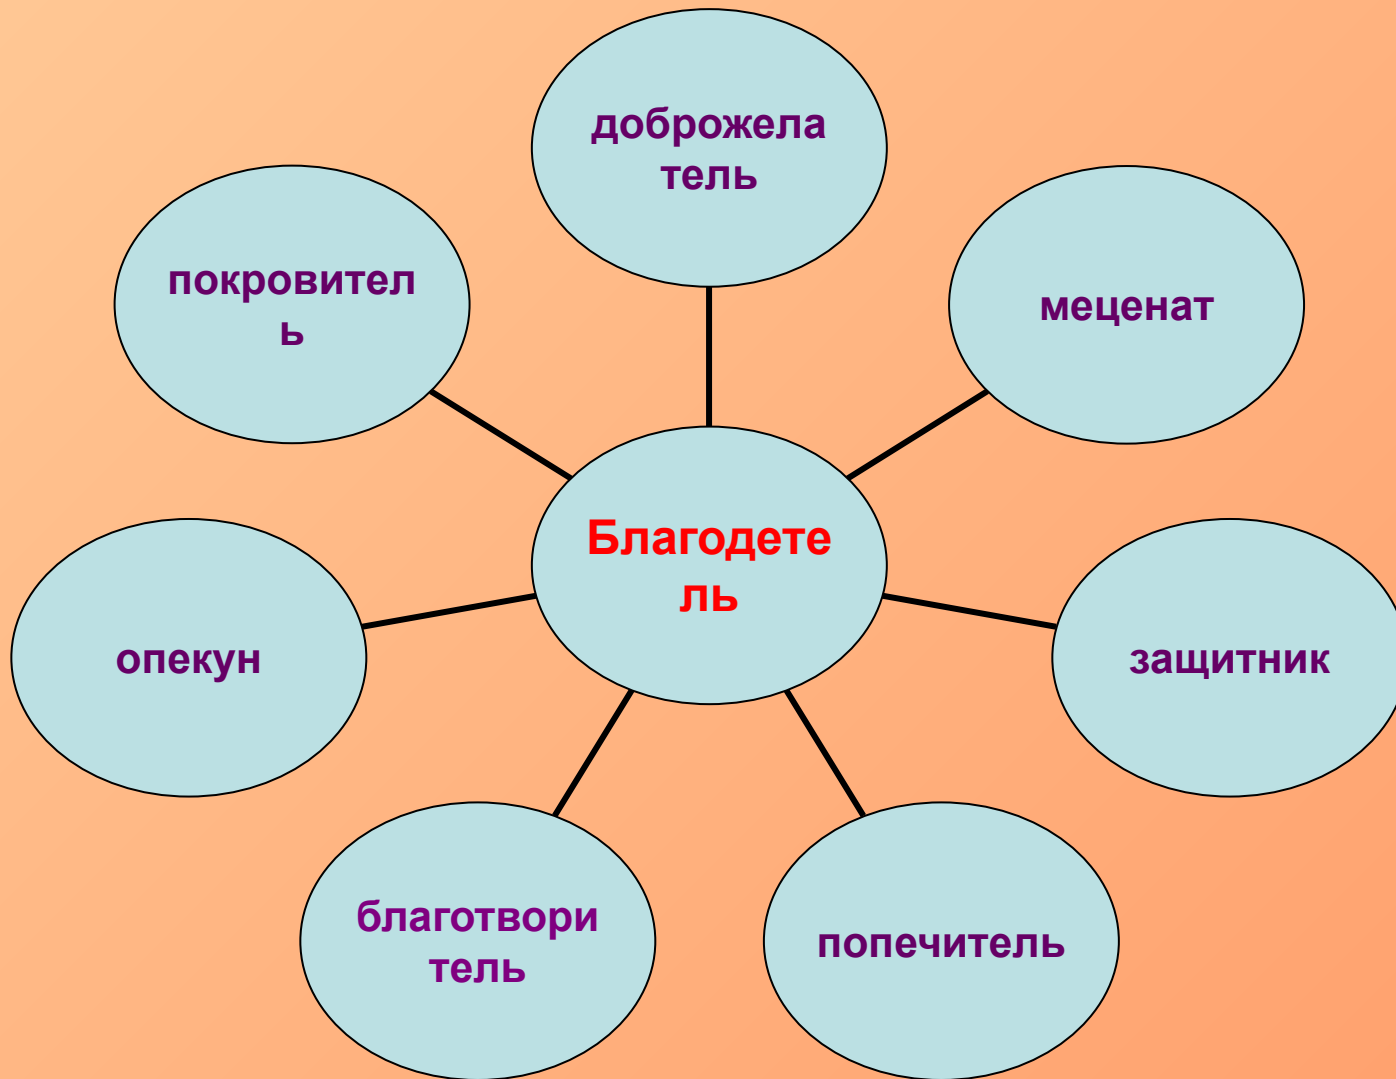 доброжела
тель
покровител
ь
меценат
Благодете
ль
опекун
защитник
благотвори
тель
попечитель